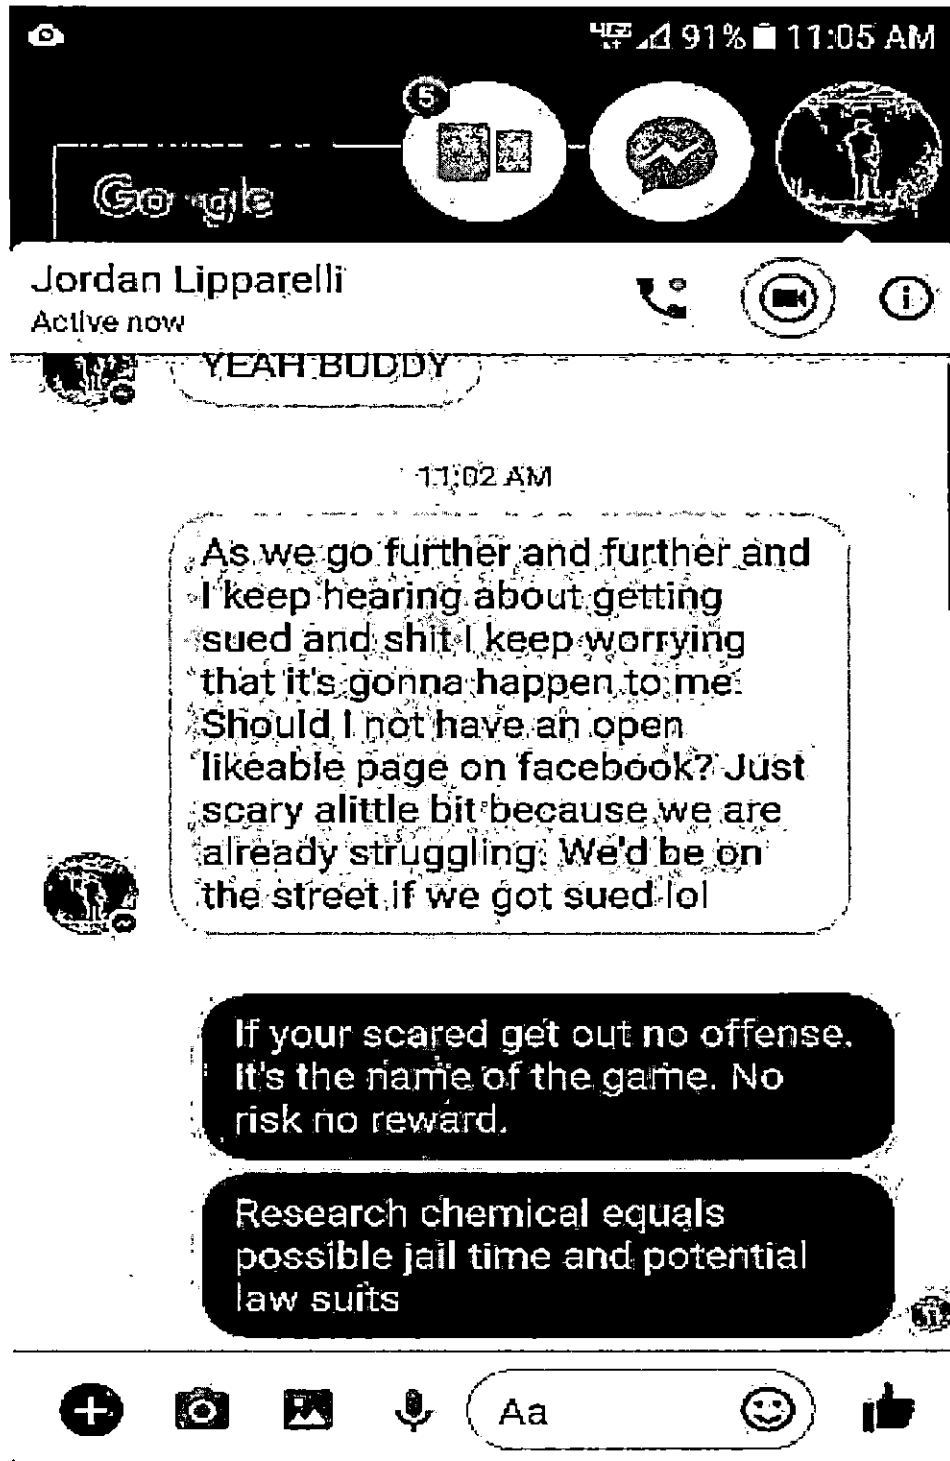 4G LTE 91% 11:05 AM
5
Google
Jordan Lipparelli
Active now
YEAH BUDDY
11:02 AM
As we go further and further and
I keep hearing about getting
sued and shit I keep worrying
that it's gonna happen to me.
Should I not have an open
likeable page on facebook? Just
scary alittle bit because we are
already struggling. We'd be on
the street if we got sued lol
If your scared get out no offense.
It's the name of the game. No
risk no reward.
Research chemical equals
possible jail time and potential
law suits
Aa